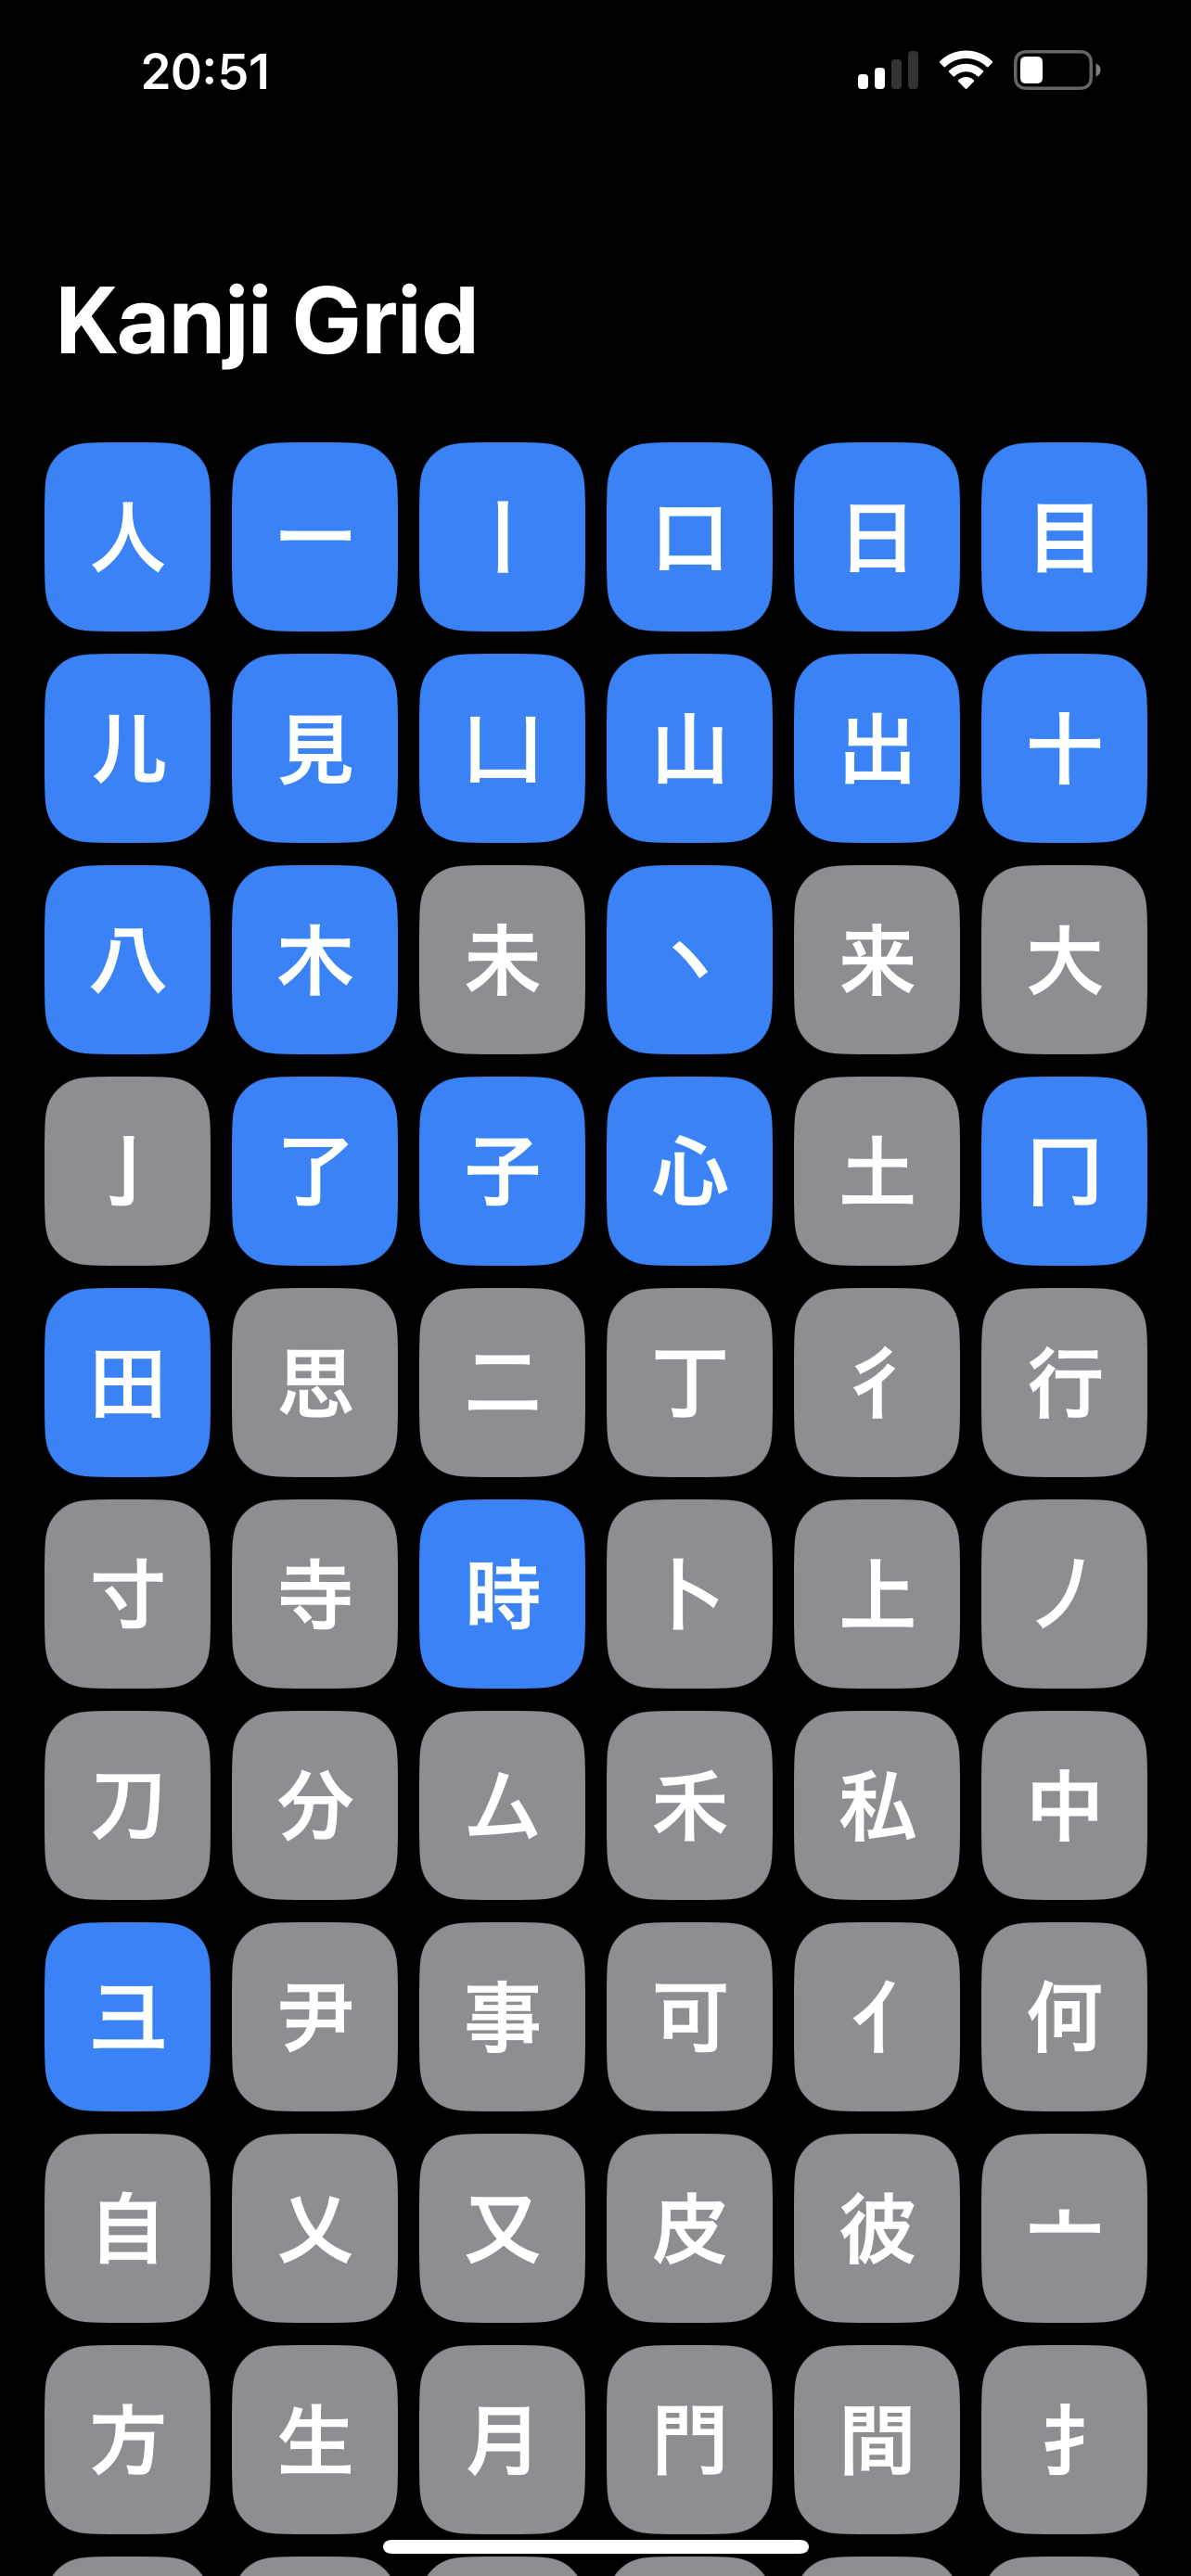 20:51
Kanji Grid
人 一 丨 口 日 目
儿 見 凵 山 出 十
八 木 未 丶 来 大
亅 了 子 心 土 冂
田 思 二 丁 彳 行
寸 寺 時 卜 上 ノ
刀 分 厶 禾 私 中
彐 尹 事 可 亻 何
自 乂 又 皮 彼 亠
方 生 月 門 間 扌